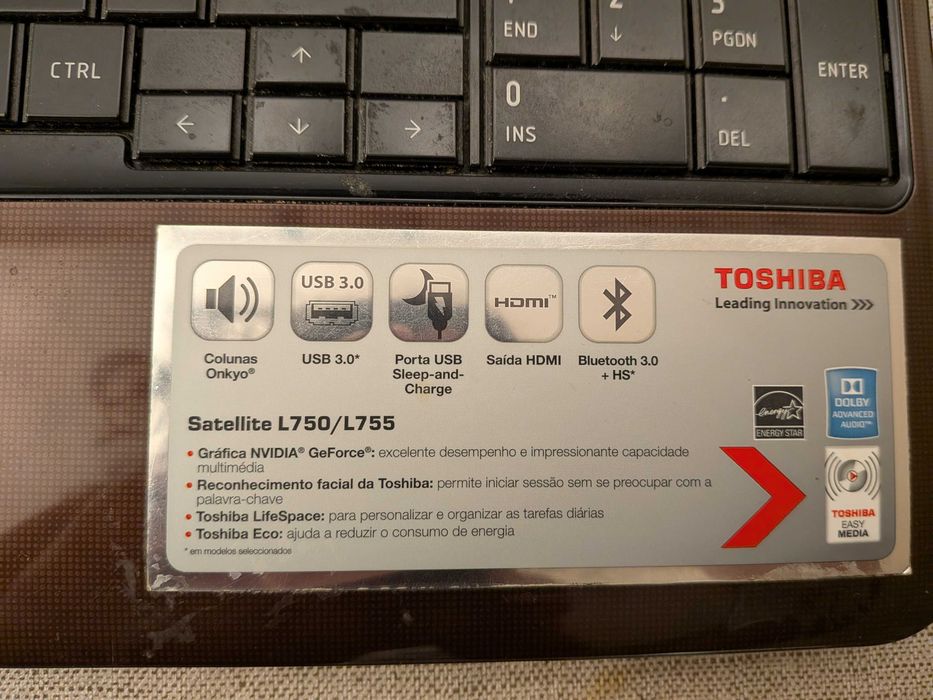 END
↓
PGDN
CTRL
↑
ENTER
0
INS
.
DEL
←
↓
→
USB 3.0
HDMI™
TOSHIBA
Leading Innovation >>>
Colunas
Onkyo®
USB 3.0*
Porta USB
Sleep-and-
Charge
Saída HDMI
Bluetooth 3.0
+ HS*
Satellite L750/L755
energy
ENERGY STAR
DOLBY
ADVANCED
AUDIO™
• Gráfica NVIDIA® GeForce®: excelente desempenho e impressionante capacidade
multimédia
• Reconhecimento facial da Toshiba: permite iniciar sessão sem se preocupar com a
palavra-chave
• Toshiba LifeSpace: para personalizar e organizar as tarefas diárias
• Toshiba Eco: ajuda a reduzir o consumo de energia
* em modelos seleccionados
TOSHIBA
EASY
MEDIA